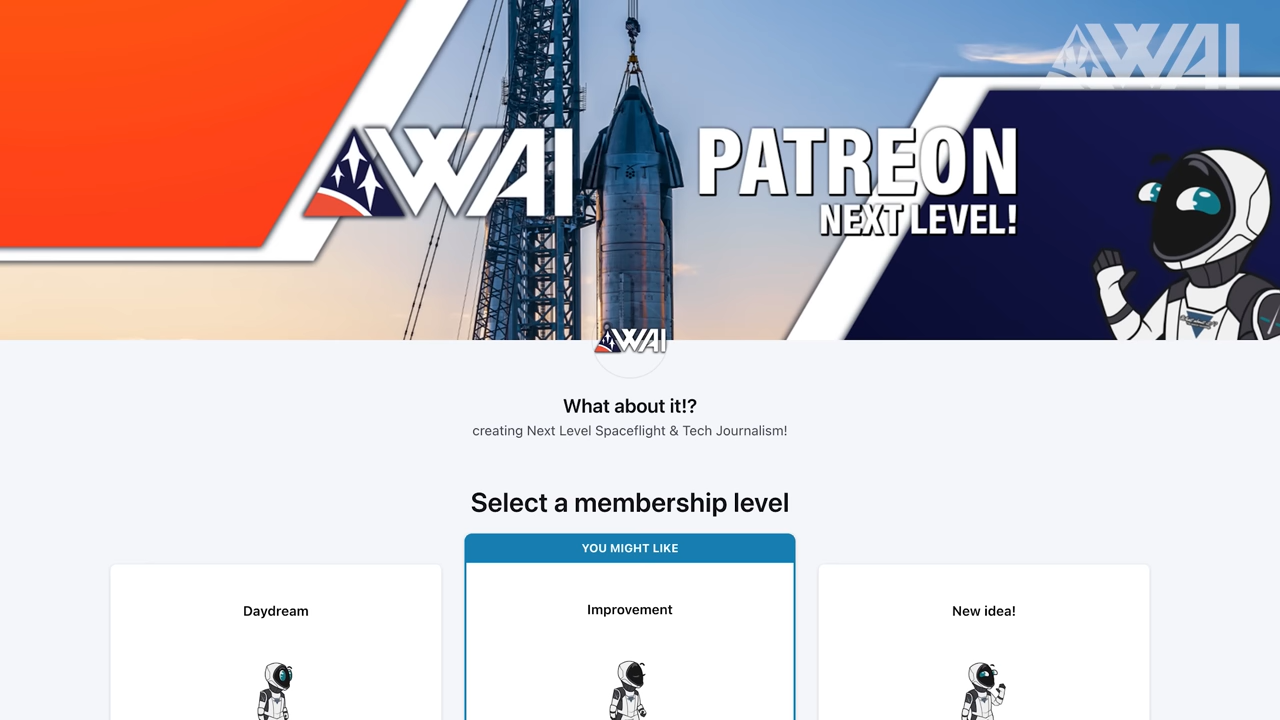 WAI
WAI
PATREON
NEXT LEVEL!
WAI
What about it!?
creating Next Level Spaceflight & Tech Journalism!
Select a membership level
YOU MIGHT LIKE
Daydream
Improvement
New idea!